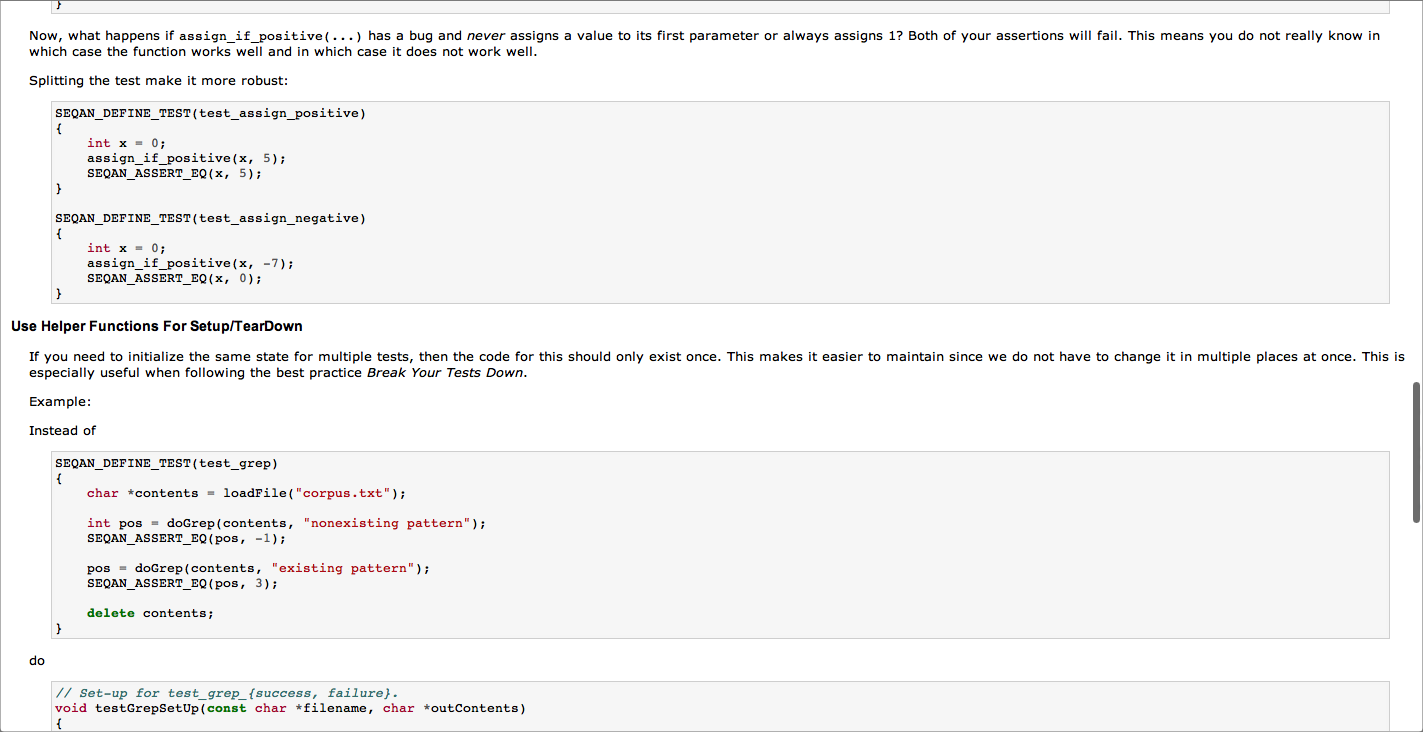 }
Now, what happens if assign_if_positive(...) has a bug and never assigns a value to its first parameter or always assigns 1? Both of your assertions will fail. This means you do not really know in
which case the function works well and in which case it does not work well.
Splitting the test make it more robust:
SEQAN_DEFINE_TEST(test_assign_positive)
{
    int x = 0;
    assign_if_positive(x, 5);
    SEQAN_ASSERT_EQ(x, 5);
}
SEQAN_DEFINE_TEST(test_assign_negative)
{
    int x = 0;
    assign_if_positive(x, -7);
    SEQAN_ASSERT_EQ(x, 0);
}
Use Helper Functions For Setup/TearDown
If you need to initialize the same state for multiple tests, then the code for this should only exist once. This makes it easier to maintain since we do not have to change it in multiple places at once. This is
especially useful when following the best practice Break Your Tests Down.
Example:
Instead of
SEQAN_DEFINE_TEST(test_grep)
{
    char *contents = loadFile("corpus.txt");
    int pos = doGrep(contents, "nonexisting pattern");
    SEQAN_ASSERT_EQ(pos, -1);
    pos = doGrep(contents, "existing pattern");
    SEQAN_ASSERT_EQ(pos, 3);
    delete contents;
}
do
// Set-up for test_grep_{success, failure}.
void testGrepSetUp(const char *filename, char *outContents)
{